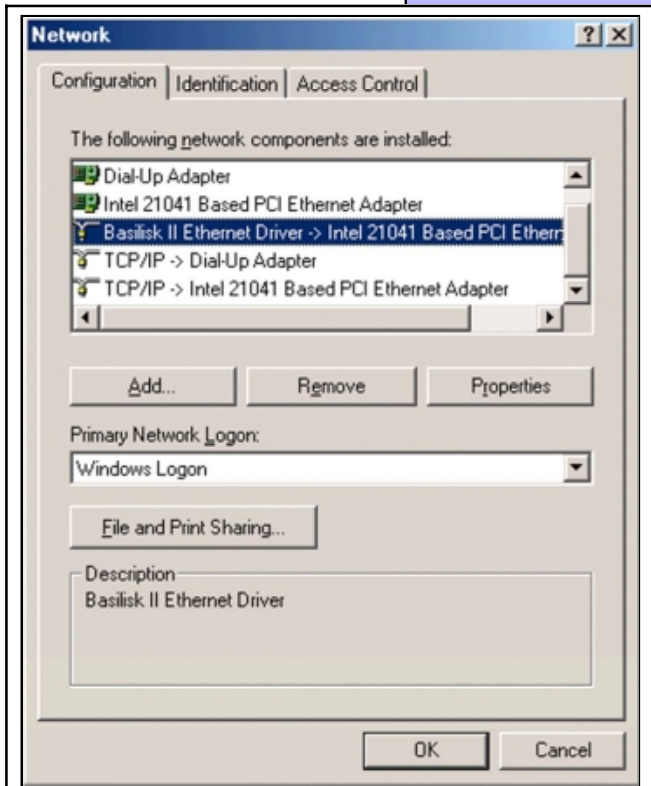 Network
Configuration Identification Access Control
The following network components are installed:
Dial-Up Adapter
Intel 21041 Based PCI Ethernet Adapter
Basilisk II Ethernet Driver -> Intel 21041 Based PCI Ethern
TCP/IP -> Dial-Up Adapter
TCP/IP -> Intel 21041 Based PCI Ethernet Adapter
Add... Remove Properties
Primary Network Logon:
Windows Logon
File and Print Sharing...
Description
Basilisk II Ethernet Driver
OK Cancel